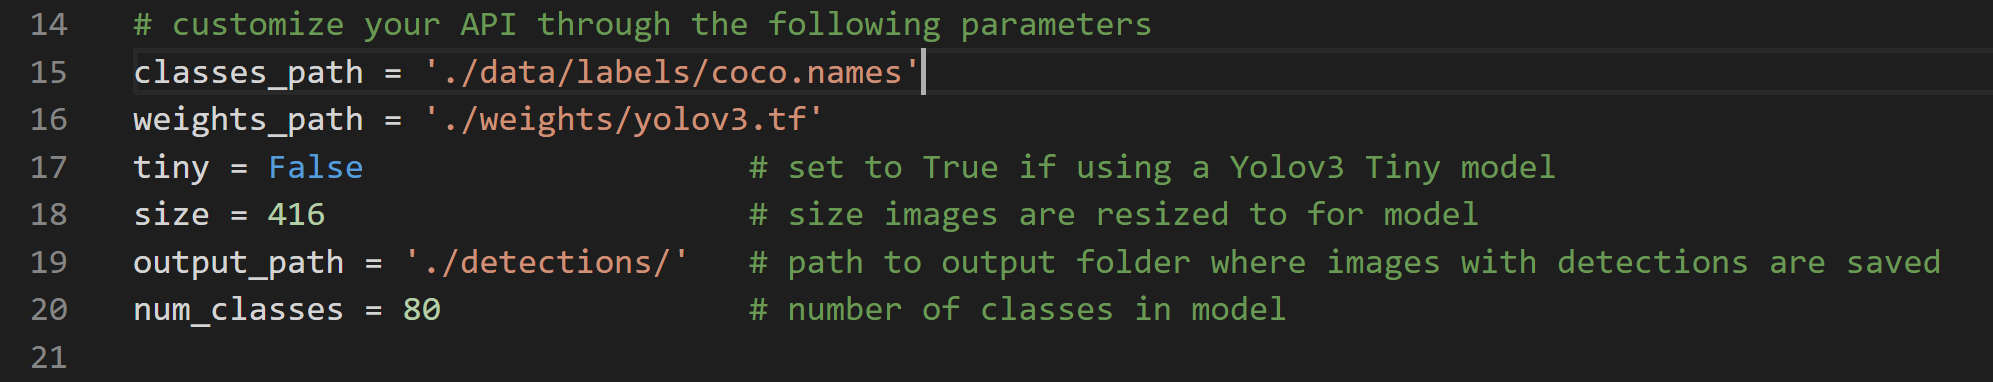 14 # customize your API through the following parameters
15 classes_path = './data/labels/coco.names'
16 weights_path = './weights/yolov3.tf'
17 tiny = False                    # set to True if using a Yolov3 Tiny model
18 size = 416                      # size images are resized to for model
19 output_path = './detections/'   # path to output folder where images with detections are saved
20 num_classes = 80                # number of classes in model
21